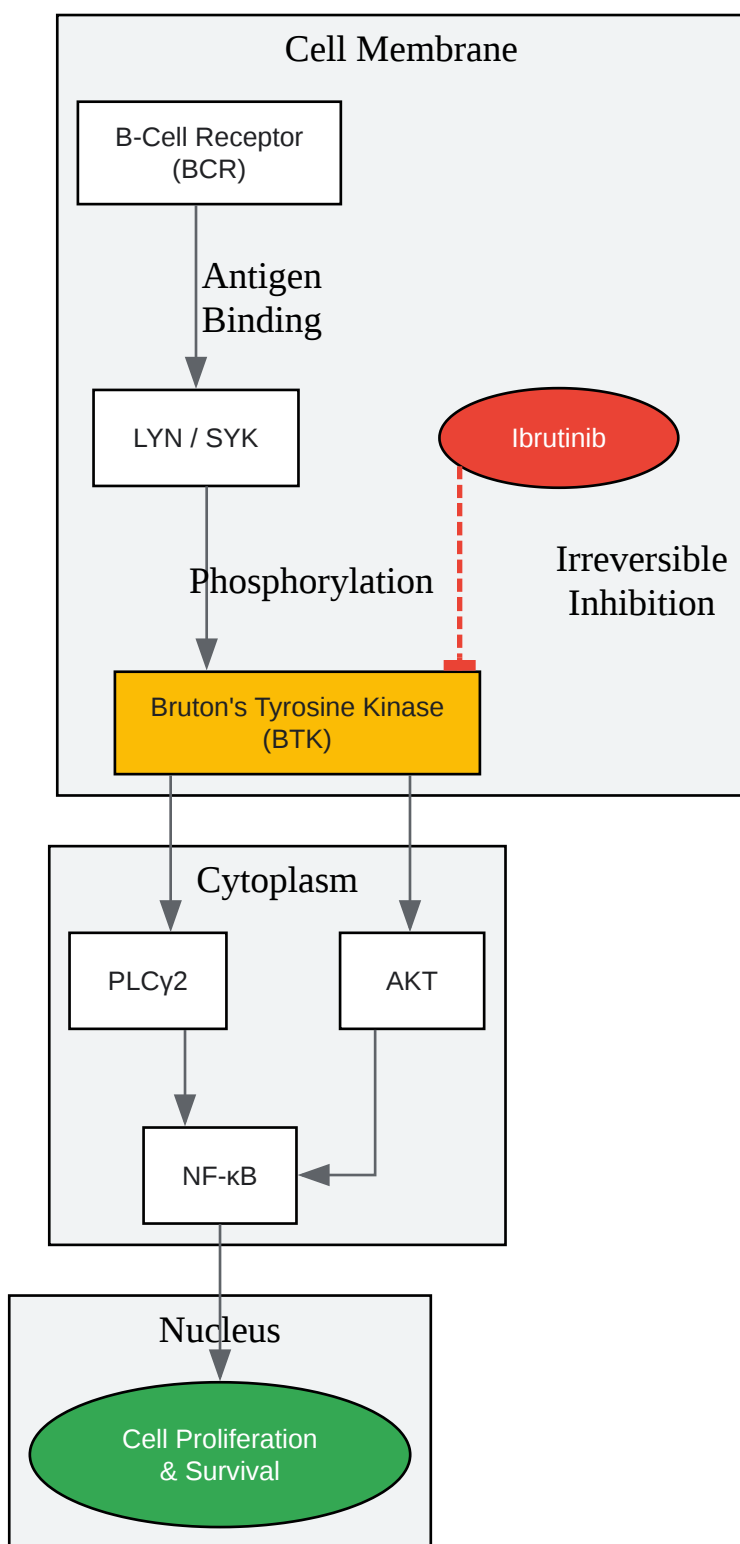 Cell Membrane
B-Cell Receptor
(BCR)
Antigen
Binding
LYN / SYK
Ibrutinib
Phosphorylation
Irreversible
Inhibition
Bruton's Tyrosine Kinase
(BTK)
Cytoplasm
PLCγ2
AKT
NF-κB
Nucleus
Cell Proliferation
& Survival